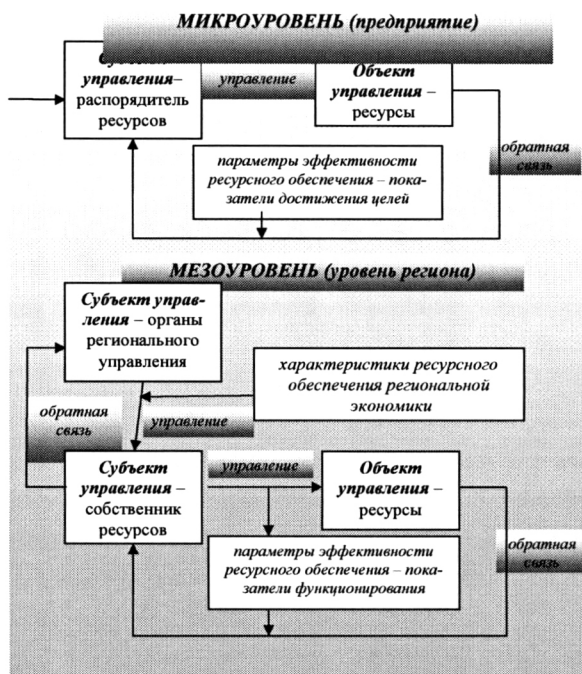 МИКРОУРОВЕНЬ (предприятие)
управления–
распорядитель
ресурсов
управление
Объект
управления –
ресурсы
обратная
связь
параметры эффективности
ресурсного обеспечения – пока-
затели достижения целей
МЕЗОУРОВЕНЬ (уровень региона)
Субъект управ-
ления – органы
регионального
управления
характеристики ресурсного
обеспечения региональной
экономики
обратная
связь
управление
Субъект
управления –
собственник
ресурсов
управление
Объект
управления –
ресурсы
обратная
связь
параметры эффективности
ресурсного обеспечения – пока-
затели функционирования